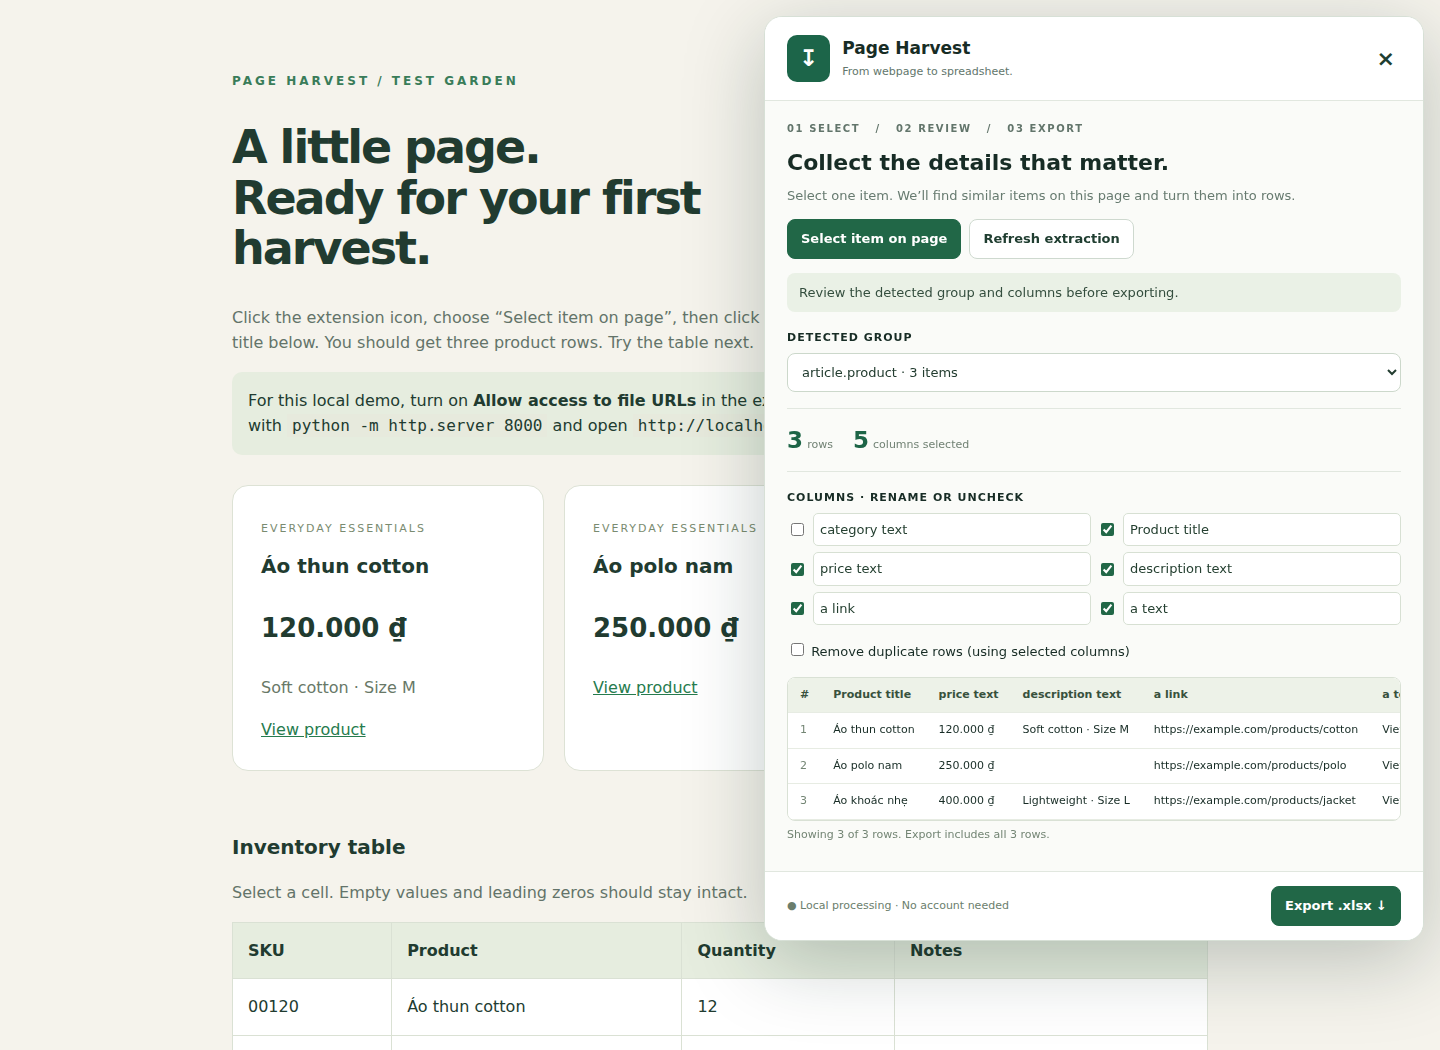 PAGE HARVEST / TEST GARDEN
A little page.
Ready for your first
harvest.
Click the extension icon, choose “Select item on page”, then click
title below. You should get three product rows. Try the table next.
For this local demo, turn on Allow access to file URLs in the
with python -m http.server 8000 and open
EVERYDAY ESSENTIALS
Áo thun cotton
120.000 ₫
Soft cotton · Size M
View product
EVERYDAY ESSENTIALS
Áo polo nam
250.000 ₫
View product
Inventory table
Select a cell. Empty values and leading zeros should stay intact.
SKU Product Quantity Notes
00120 Áo thun cotton 12
↧
Page Harvest
From webpage to spreadsheet.
×
01 SELECT / 02 REVIEW / 03 EXPORT
Collect the details that matter.
Select one item. We’ll find similar items on this page and turn them into rows.
Select item on page Refresh extraction
Review the detected group and columns before exporting.
DETECTED GROUP
article.product · 3 items
3 rows 5 columns selected
COLUMNS · RENAME OR UNCHECK
category text Product title
price text description text
a link a text
Remove duplicate rows (using selected columns)
# Product title price text description text a link a
1 Áo thun cotton 120.000 ₫ Soft cotton · Size M https://example.com/products/cotton
2 Áo polo nam 250.000 ₫ https://example.com/products/polo
3 Áo khoác nhẹ 400.000 ₫ Lightweight · Size L https://example.com/products/jacket
Showing 3 of 3 rows. Export includes all 3 rows.
● Local processing · No account needed
Export .xlsx ↓